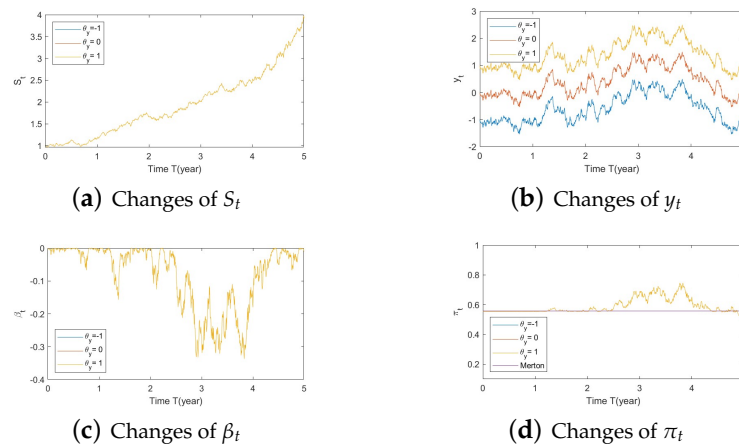 4
3.5
3
2.5
2
1.5
1
S_t
θ_y=-1
θ_y = 0
θ_y = 1
0 1 2 3 4 5
Time T(year)
(a) Changes of S_t
3
2
1
0
-1
-2
y_t
θ_y=-1
θ_y = 0
θ_y = 1
0 1 2 3 4 5
Time T(year)
(b) Changes of y_t
0
-0.1
-0.2
-0.3
-0.4
β_t
θ_y=-1
θ_y = 0
θ_y = 1
0 1 2 3 4 5
Time T(year)
(c) Changes of β_t
1
0.8
0.6
0.4
0.2
π_t
θ_y=-1
θ_y = 0
θ_y = 1
Merton
0 1 2 3 4 5
Time T(year)
(d) Changes of π_t